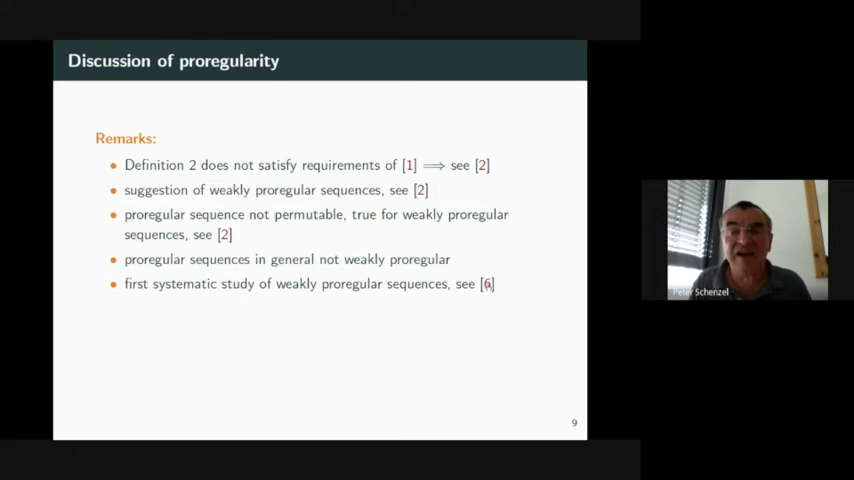 Discussion of proregularity
Remarks:
• Definition 2 does not satisfy requirements of [1] ⟹ see [2]
• suggestion of weakly proregular sequences, see [2]
• proregular sequence not permutable, true for weakly proregular
sequences, see [2]
• proregular sequences in general not weakly proregular
• first systematic study of weakly proregular sequences, see [6]
9
Peter Schenzel